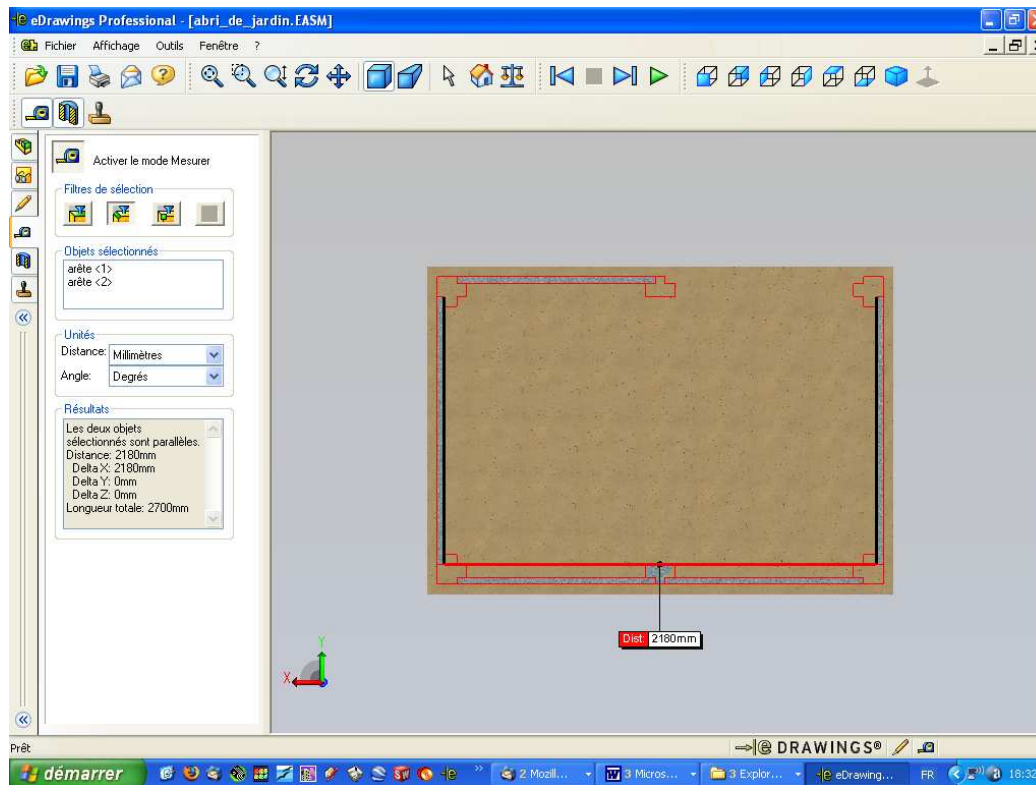 eDrawings Professional - [abri_de_jardin.EASM]
Fichier Affichage Outils Fenêtre ?
Activer le mode Mesurer
Filtres de sélection
Objets sélectionnés
arête <1>
arête <2>
Unités
Distance: Millimètres
Angle: Degrés
Résultats
Les deux objets
sélectionnés sont parallèles.
Distance: 2180mm
Delta X: 2180mm
Delta Y: 0mm
Delta Z: 0mm
Longueur totale: 2700mm
Dist: 2180mm
Y
X
Prêt
e DRAWINGS®
démarrer 2 Mozill... 3 Micros... 3 Explor... eDrawing... FR 18:32